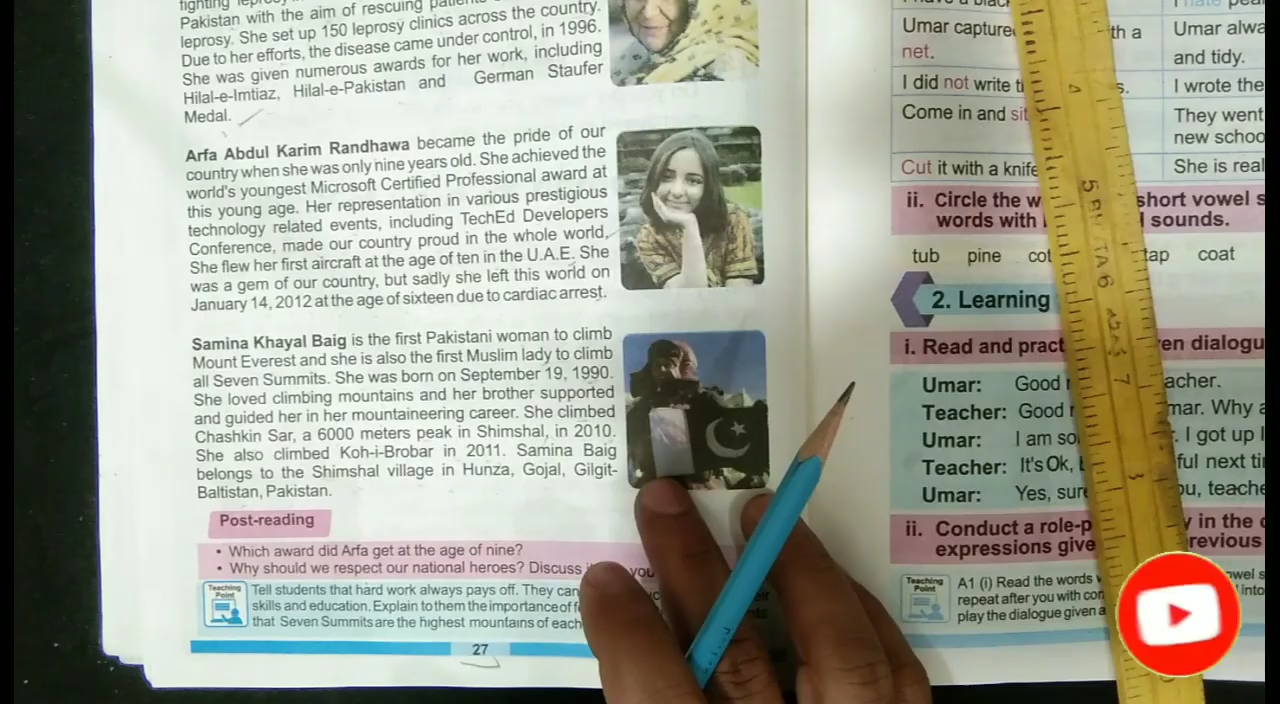 fighting leprosy
Pakistan with the aim of rescuing patients
leprosy. She set up 150 leprosy clinics across the country.
Due to her efforts, the disease came under control, in 1996.
She was given numerous awards for her work, including
Hilal-e-Imtiaz, Hilal-e-Pakistan and German Staufer
Medal.
Arfa Abdul Karim Randhawa became the pride of our
country when she was only nine years old. She achieved the
world's youngest Microsoft Certified Professional award at
this young age. Her representation in various prestigious
technology related events, including TechEd Developers
Conference, made our country proud in the whole world.
She flew her first aircraft at the age of ten in the U.A.E. She
was a gem of our country, but sadly she left this world on
January 14, 2012 at the age of sixteen due to cardiac arrest.
Samina Khayal Baig is the first Pakistani woman to climb
Mount Everest and she is also the first Muslim lady to climb
all Seven Summits. She was born on September 19, 1990.
She loved climbing mountains and her brother supported
and guided her in her mountaineering career. She climbed
Chashkin Sar, a 6000 meters peak in Shimshal, in 2010.
She also climbed Koh-i-Brobar in 2011. Samina Baig
belongs to the Shimshal village in Hunza, Gojal, Gilgit-
Baltistan, Pakistan.
Post-reading
• Which award did Arfa get at the age of nine?
• Why should we respect our national heroes? Discuss
Teaching Point
Tell students that hard work always pays off. They can
skills and education. Explain to them the importance of
that Seven Summits are the highest mountains of each
27
Umar capture th a
net.
Umar alwa
and tidy.
I did not write
I wrote the
Come in and sit
They went
new schoo
Cut it with a knife
She is real
ii. Circle the w short vowel s
words with sounds.
tub pine cot tap coat
2. Learning
i. Read and pract en dialogu
Umar: Good acher.
Teacher: Good mar. Why a
Umar: I am so I got up
Teacher: It's Ok, ful next ti
Umar: Yes, sure ou, teache
ii. Conduct a role-p in the
expressions give revious
Teaching Point
A1 (i) Read the words
repeat after you with con
play the dialogue given a